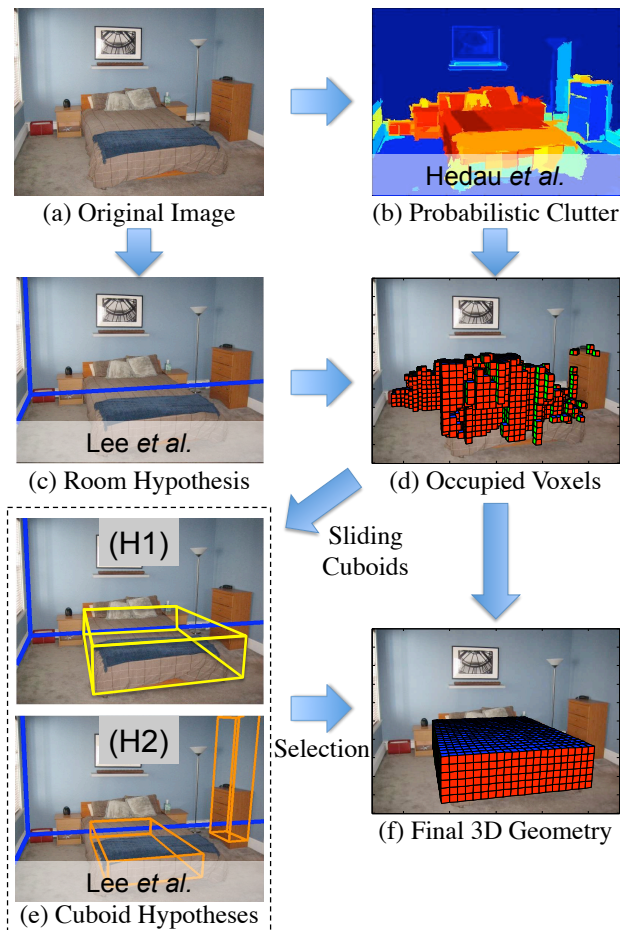 Hedau et al.
(a) Original Image
(b) Probabilistic Clutter
Lee et al.
(c) Room Hypothesis
(d) Occupied Voxels
(H1)
Sliding
Cuboids
(H2)
Selection
Lee et al.
(e) Cuboid Hypotheses
(f) Final 3D Geometry